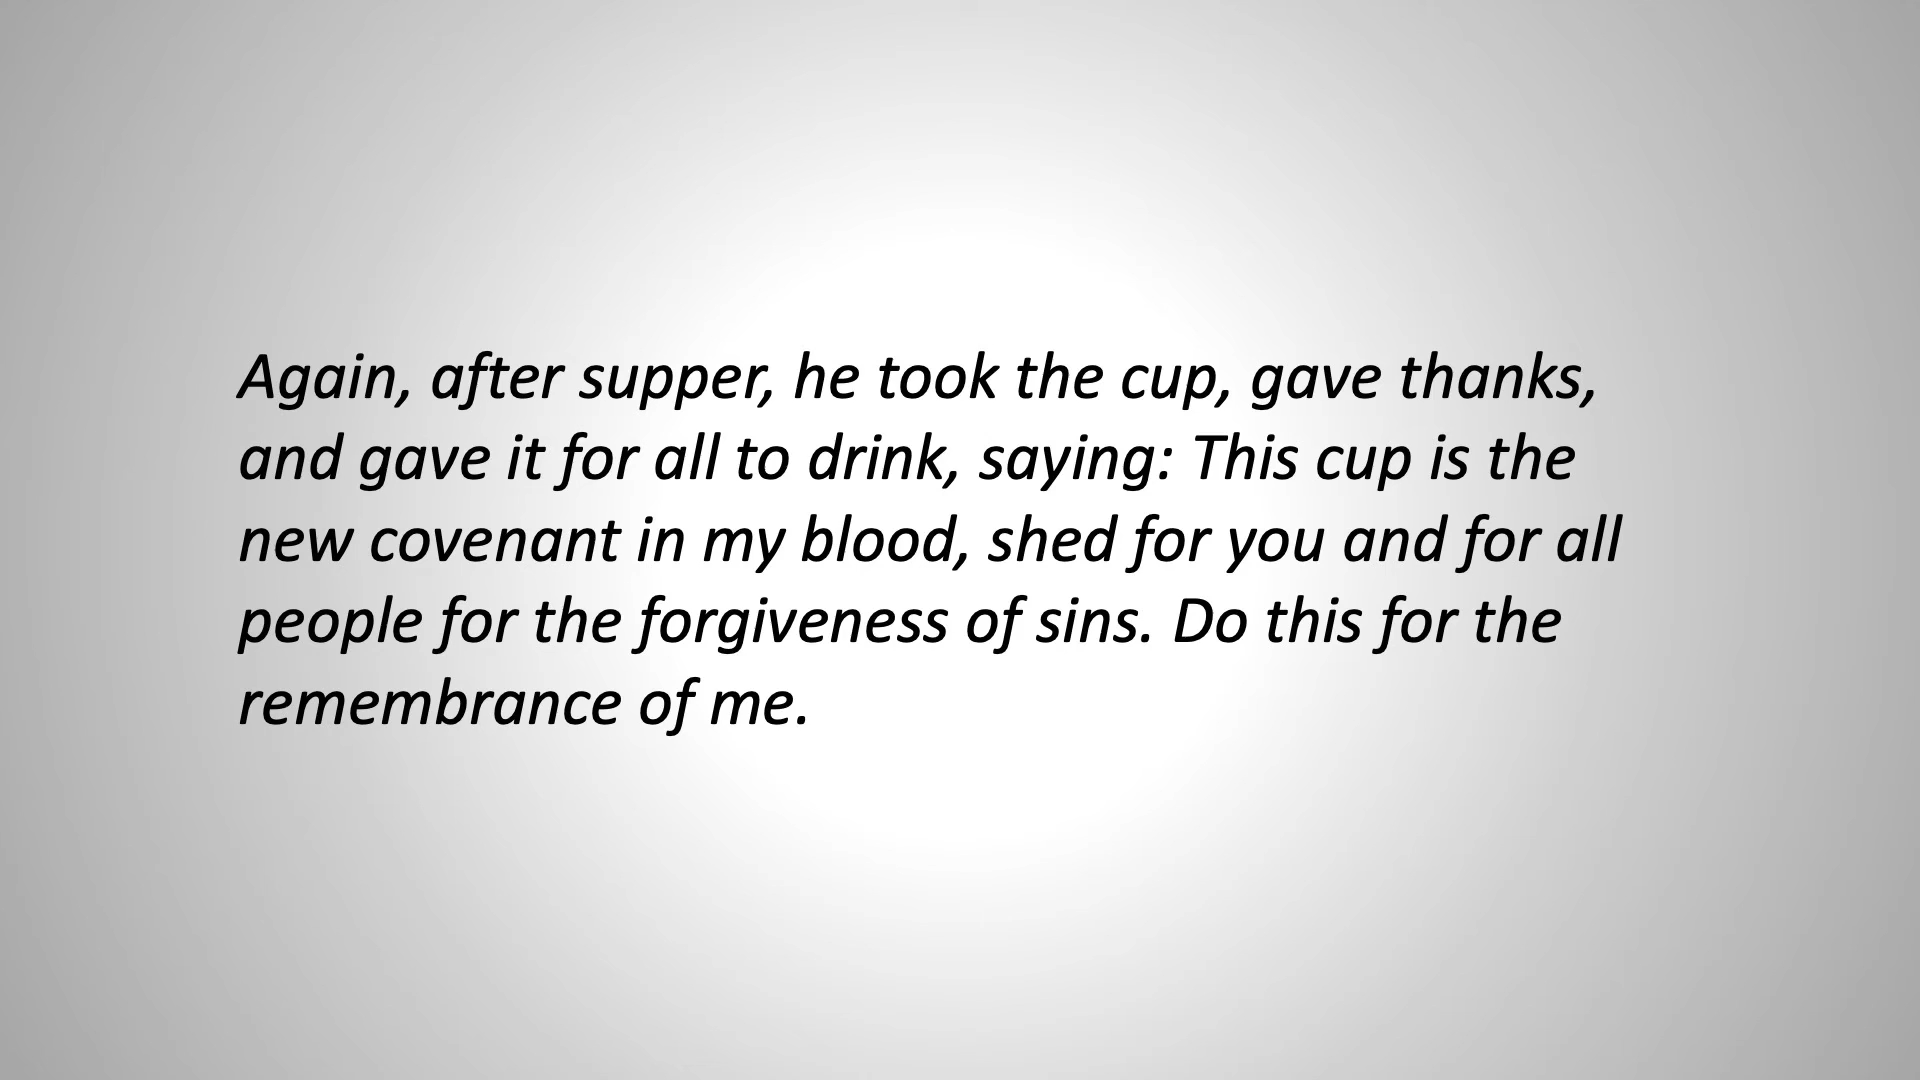 Again, after supper, he took the cup, gave thanks,
and gave it for all to drink, saying: This cup is the
new covenant in my blood, shed for you and for all
people for the forgiveness of sins. Do this for the
remembrance of me.